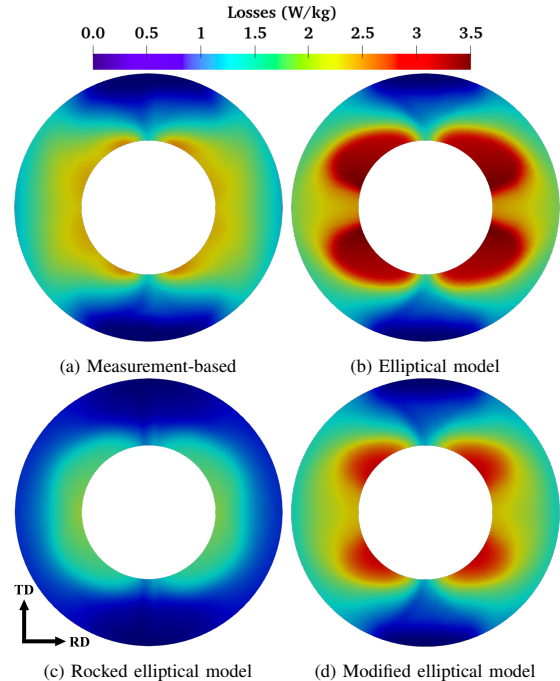 Losses (W/kg)
0.0 0.5 1 1.5 2 2.5 3 3.5
(a) Measurement-based (b) Elliptical model
TD
RD
(c) Rocked elliptical model (d) Modified elliptical model